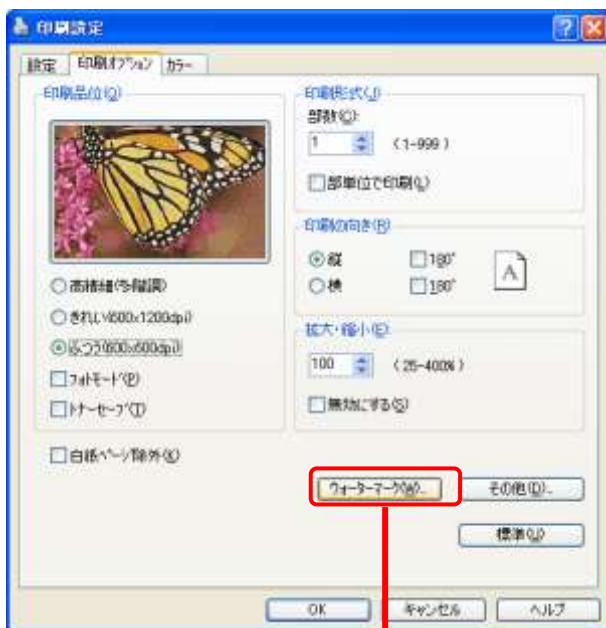 印刷設定
設定 印刷オプション カラー
印刷品位(Q)
高精細(多階調)
きれい(600x1200dpi)
ふつう(600x600dpi)
フォトモード(P)
トナーセーブ(T)
白紙ページ除外(K)
印刷形式(J)
部数(C):
1 (1-999)
部単位で印刷(L)
印刷の向き(R)
縦 180°
横 180°
A
拡大・縮小(E)
100 (25-400%)
無効にする(S)
ウォーターマーク(W)... その他(D)...
標準(U)
OK キャンセル ヘルプ